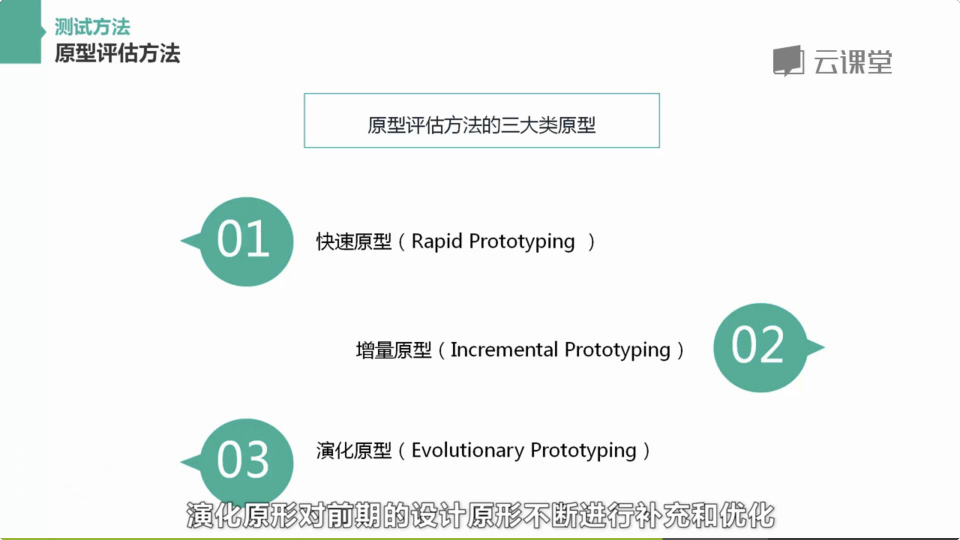 测试方法
原型评估方法
云课堂
原型评估方法的三大类原型
01
快速原型（Rapid Prototyping ）
增量原型（Incremental Prototyping）
02
03
演化原型（Evolutionary Prototyping）
演化原形对前期的设计原形不断进行补充和优化